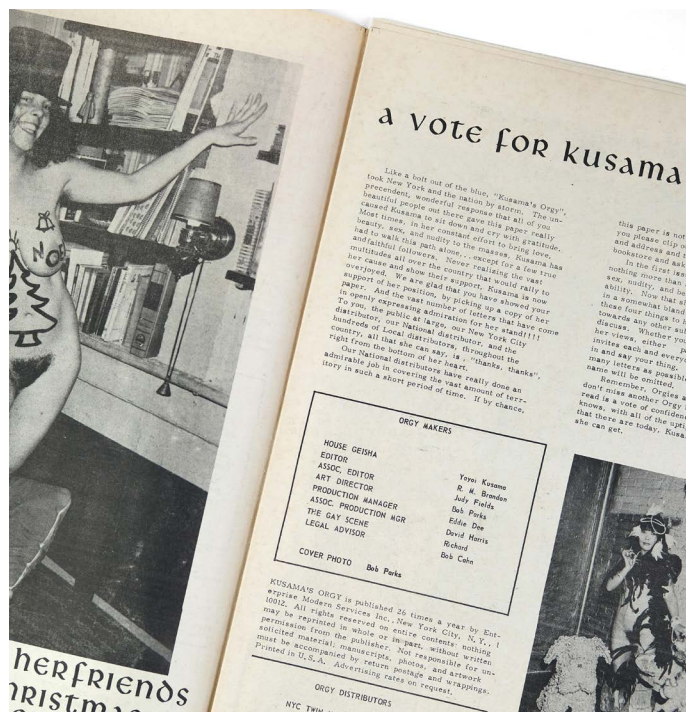 NO
her friends
a vote for kusama
Like a bolt out of the blue, "Kusama's Orgy",
took New York and the nation by storm. The un-
precendent, wonderful response that all of you
beautiful people out there gave this paper really
caused Kusama to sit down and cry with gratitude.
Most times, in her constant effort to bring love,
beauty, sex, and nudity to the masses, Kusama has
had to walk this path alone...except for a few true
and faithful followers. Never realizing the vast
multitudes all over the country that would rally to
her cause and show their support, Kusama is now
overjoyed. We are glad that you have showed your
support of her position, by picking up a copy of her
paper. And the vast number of letters that have come
in openly expressing admiration for her stand!!!!
To you, the public at large, our New York City
distributor, our National distributor, and the
hundreds of Local distributors, throughout the
country, all that she can say, is, "thanks, thanks",
right from the bottom of her heart.
Our National distributors have really done an
admirable job in covering the vast amount of terr-
itory in such a short period of time. If by chance,
this paper is not
you please clip o
and address and t
bookstore and ask
In the first issue
nothing more than
sex, nudity, and be
ability. Now that s
in a somewhat bland
these four things to h
towards any other sub
discuss. Whether you
her views, either p
invites each and every
in and say your thing.
many letters as possible
name will be omitted.
Remember, Orgies a
don't miss another Orgy
read is a vote of confidenc
knows, with all of the upti
that there are today, Kusa
she can get.
ORGY MAKERS
HOUSE GEISHA Yayoi Kusama
EDITOR R. M. Brandon
ASSOC. EDITOR Judy Fields
ART DIRECTOR Bob Parks
PRODUCTION MANAGER Eddie Dee
ASSOC. PRODUCTION MGR David Harris
THE GAY SCENE Richard
LEGAL ADVISOR Bob Cahn
COVER PHOTO Bob Parks
KUSAMA'S ORGY is published 26 times a year by Ent-
erprise Modern Services Inc., New York City, N.Y.,
10012. All rights reserved on entire contents; nothing
may be reprinted in whole or in part, without written
permission from the publisher. Not responsible for un-
solicited material; manuscripts, photos, and artwork
must be accompanied by return postage and wrappings.
Printed in U.S.A. Advertising rates on request.
ORGY DISTRIBUTORS
NYC TWIN